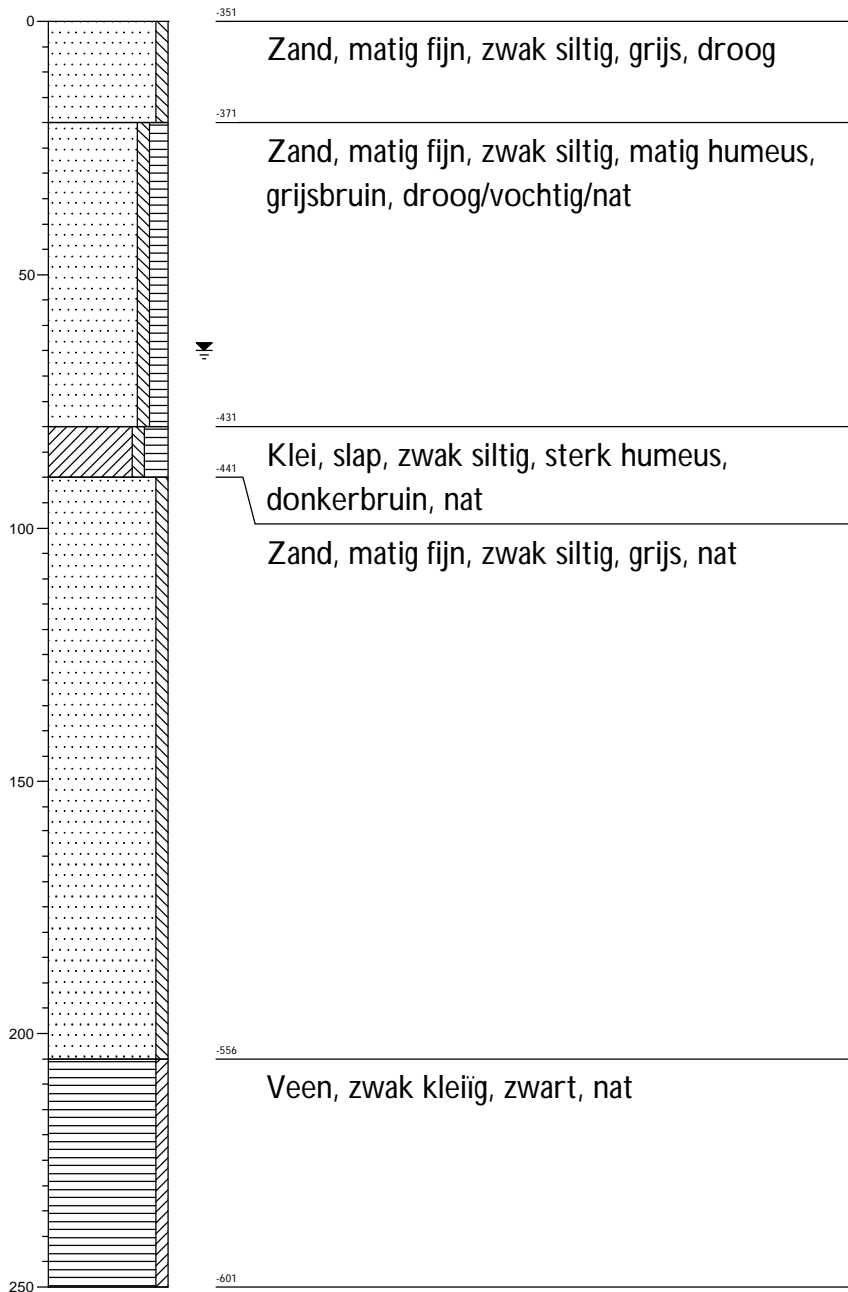 0
-351
Zand, matig fijn, zwak siltig, grijs, droog
-371
Zand, matig fijn, zwak siltig, matig humeus,
grijsbruin, droog/vochtig/nat
50
-431
Klei, slap, zwak siltig, sterk humeus,
-441
donkerbruin, nat
100
Zand, matig fijn, zwak siltig, grijs, nat
150
200
-556
Veen, zwak kleiïg, zwart, nat
250
-601